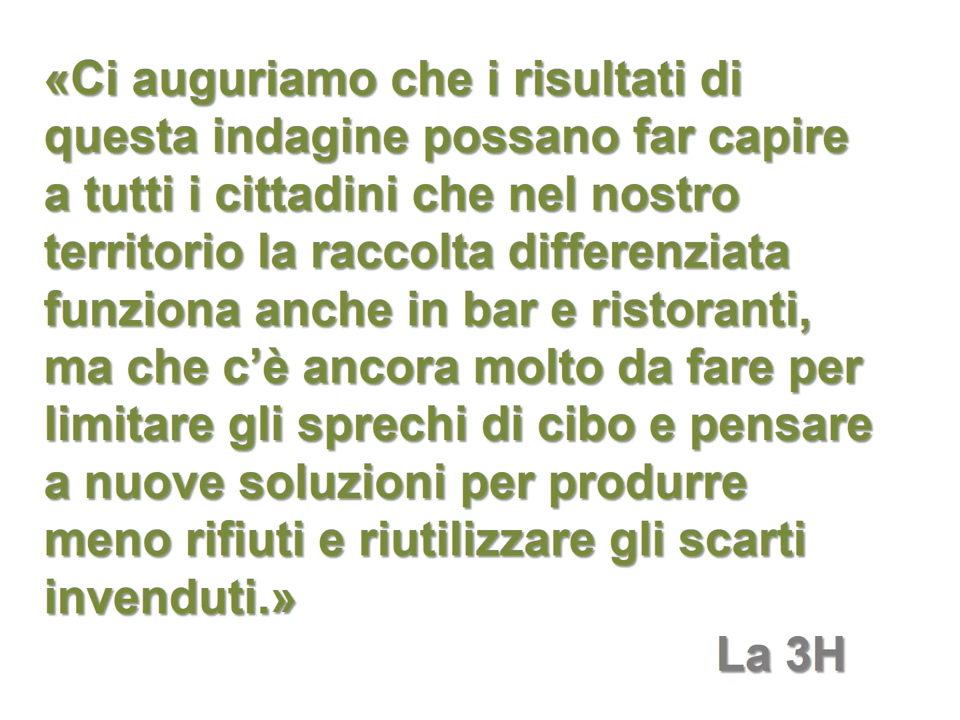 «Ci auguriamo che i risultati di
questa indagine possano far capire
a tutti i cittadini che nel nostro
territorio la raccolta differenziata
funziona anche in bar e ristoranti,
ma che c’è ancora molto da fare per
limitare gli sprechi di cibo e pensare
a nuove soluzioni per produrre
meno rifiuti e riutilizzare gli scarti
invenduti.»
La 3H